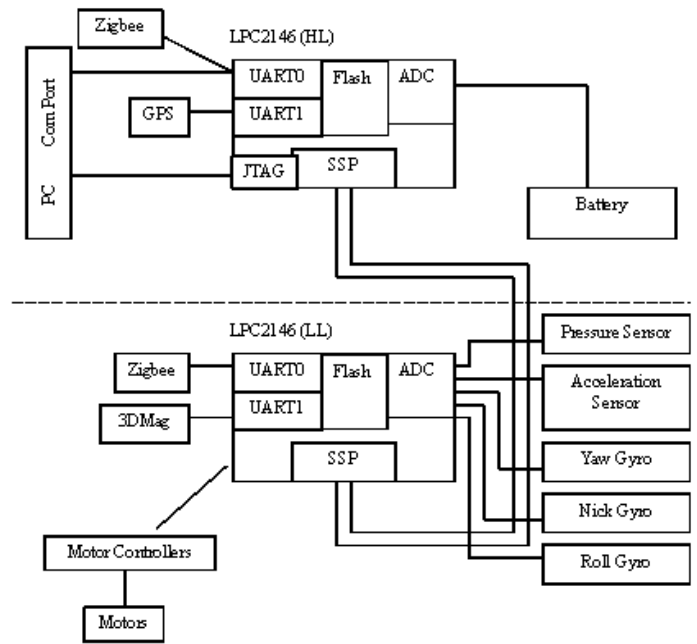 Zigbee
LPC2146 (HL)
UART0
Flash
ADC
Com Port
GPS
UART1
JTAG
SSP
PC
Battery
LPC2146 (LL)
Pressure Sensor
Zigbee
UART0
Flash
ADC
Acceleration
Sensor
3DMag
UART1
SSP
Yaw Gyro
Nick Gyro
Motor Controllers
Roll Gyro
Motors